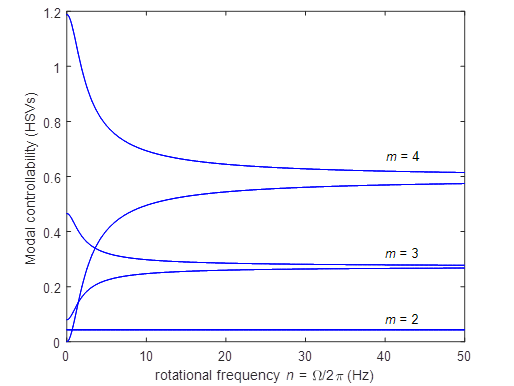 1.2
1
0.8
0.6
0.4
0.2
0
Modal controllability (HSVs)
m = 4
m = 3
m = 2
0 10 20 30 40 50
rotational frequency n = Ω/2π (Hz)